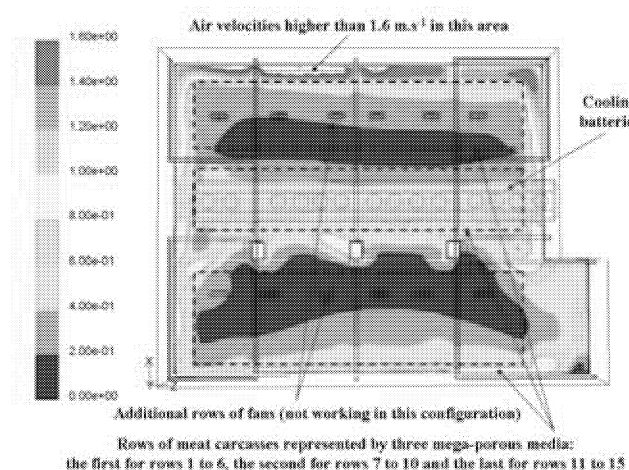 Air velocities higher than 1.6 m.s-1 in this area
1.60e+00
1.40e+00
1.20e+00
1.00e+00
8.00e-01
6.00e-01
4.00e-01
2.00e-01
0.00e+00
Coolin
batterie
X
Z
Additional rows of fans (not working in this configuration)
Rows of meat carcasses represented by three mega-porous media:
the first for rows 1 to 6, the second for rows 7 to 10 and the last for rows 11 to 15